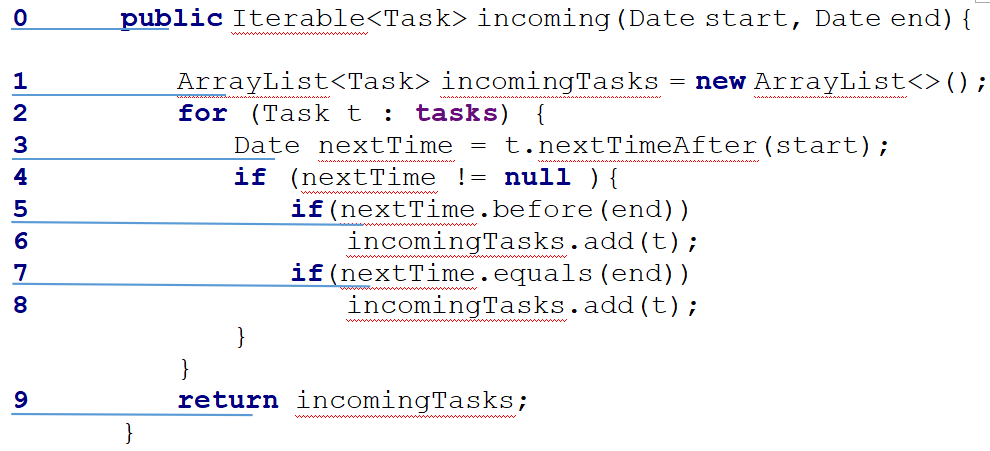 0 public Iterable<Task> incoming(Date start, Date end){
1 ArrayList<Task> incomingTasks = new ArrayList<>();
2 for (Task t : tasks) {
3 Date nextTime = t.nextTimeAfter(start);
4 if (nextTime != null ){
5 if(nextTime.before(end))
6 incomingTasks.add(t);
7 if(nextTime.equals(end))
8 incomingTasks.add(t);
}
}
9 return incomingTasks;
}